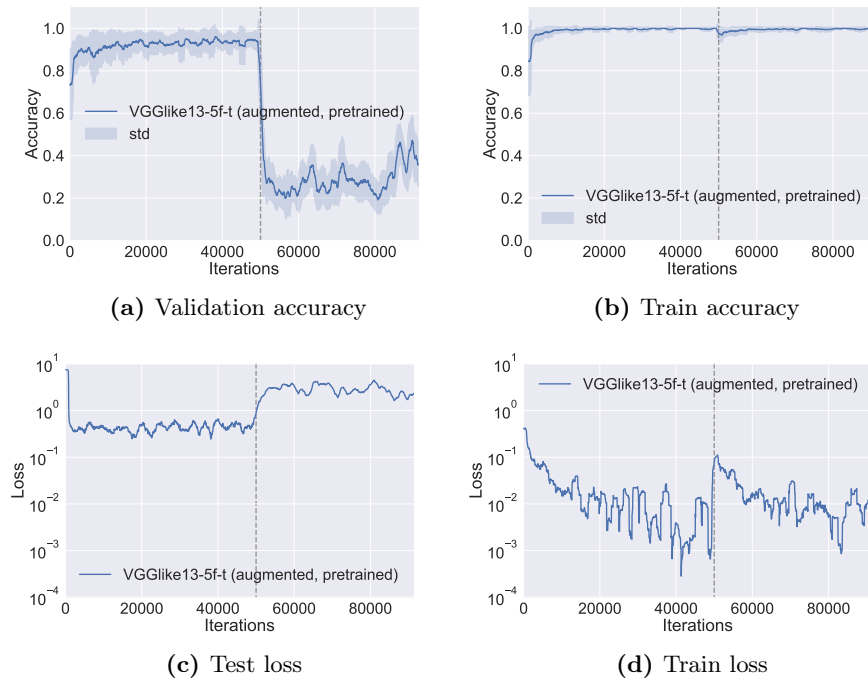 1.0
0.8
0.6
0.4
0.2
0.0
Accuracy
VGGlike13-5f-t (augmented, pretrained)
std
0 20000 40000 60000 80000
Iterations
(a) Validation accuracy
1.0
0.8
0.6
0.4
0.2
0.0
Accuracy
VGGlike13-5f-t (augmented, pretrained)
std
0 20000 40000 60000 80000
Iterations
(b) Train accuracy
10^1
10^0
10^−1
10^−2
10^−3
10^−4
Loss
VGGlike13-5f-t (augmented, pretrained)
0 20000 40000 60000 80000
Iterations
(c) Test loss
10^1
10^0
10^−1
10^−2
10^−3
10^−4
Loss
VGGlike13-5f-t (augmented, pretrained)
0 20000 40000 60000 80000
Iterations
(d) Train loss